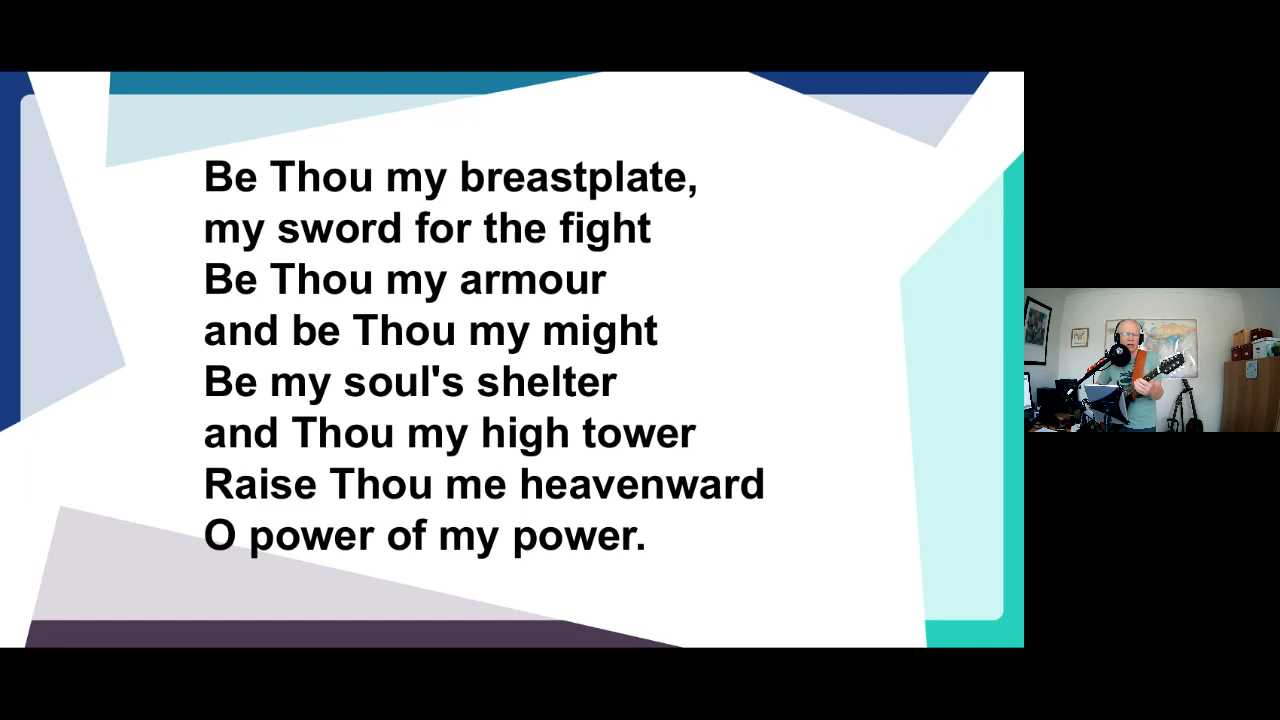 Be Thou my breastplate,
my sword for the fight
Be Thou my armour
and be Thou my might
Be my soul's shelter
and Thou my high tower
Raise Thou me heavenward
O power of my power.